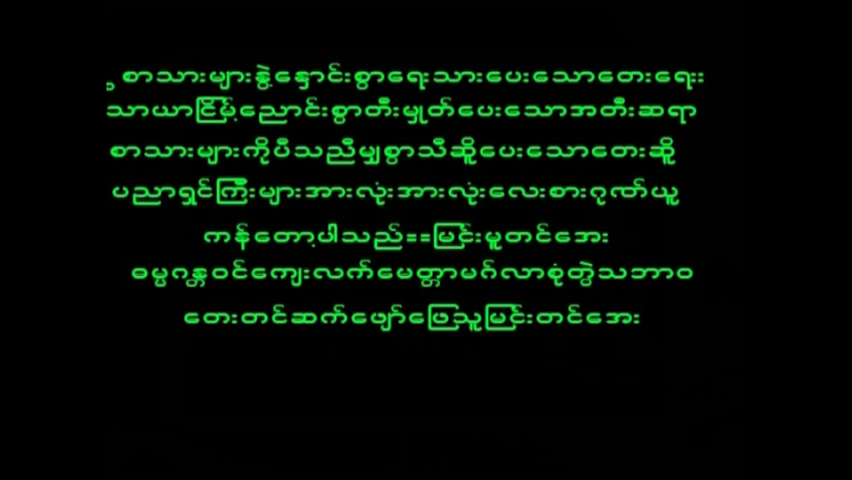 စာသားများနွဲ့နှောင်းစွာရေးသားပေးသောတေးရေး
သာယာငြိမ့်ညောင်းစွာတီးမှုတ်ပေးသောအတီးဆရာ
စာသားများကိုပီသညီမျှစွာသီဆိုပေးသောတေးဆို
ပညာရှင်ကြီးများအားလုံးအားလုံးလေးစားဂုဏ်ယူ
ကန်တော့ပါသည်==မြင်းမူတင်အေး
ဓမ္မဂန္တဝင်ကျေးလက်မေတ္တာမင်္ဂလာစုံတွဲသဘာဝ
တေးတင်ဆက်ဖျော်ဖြေသူမြင်းတင်အေး